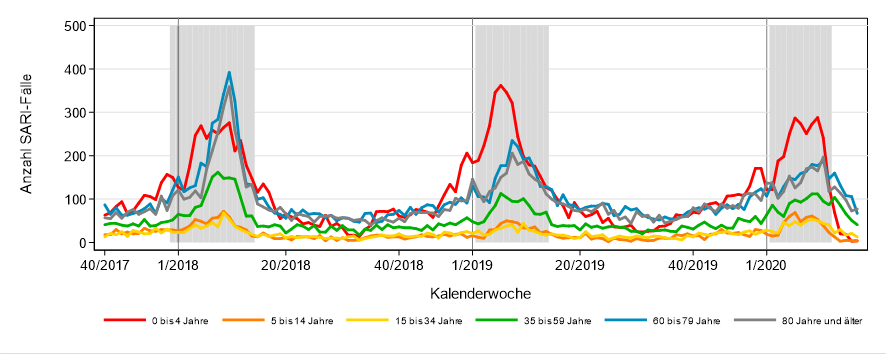 500
400
300
200
100
0
Anzahl SARI-Fälle
40/2017 1/2018 20/2018 40/2018 1/2019 20/2019 40/2019 1/2020
Kalenderwoche
0 bis 4 Jahre 5 bis 14 Jahre 15 bis 34 Jahre 35 bis 59 Jahre 60 bis 79 Jahre 80 Jahre und älter